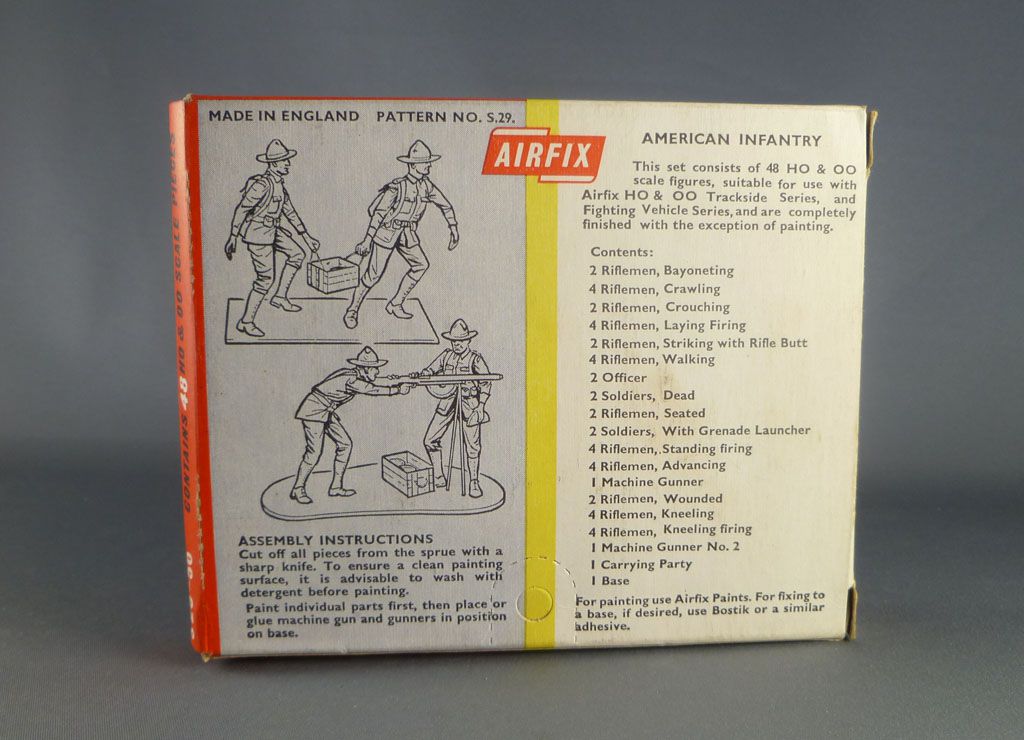 MADE IN ENGLAND PATTERN NO. S.29.
ASSEMBLY INSTRUCTIONS
Cut off all pieces from the sprue with a
sharp knife. To ensure a clean painting
surface, it is advisable to wash with
detergent before painting.
Paint individual parts first, then place or
glue machine gun and gunners in position
on base.
AIRFIX
AMERICAN INFANTRY
This set consists of 48 HO & OO
scale figures, suitable for use with
Airfix HO & OO Trackside Series, and
Fighting Vehicle Series, and are completely
finished with the exception of painting.
Contents:
2 Riflemen, Bayoneting
4 Riflemen, Crawling
2 Riflemen, Crouching
4 Riflemen, Laying Firing
2 Riflemen, Striking with Rifle Butt
4 Riflemen, Walking
2 Officer
2 Soldiers, Dead
2 Riflemen, Seated
2 Soldiers, With Grenade Launcher
4 Riflemen, Standing firing
4 Riflemen, Advancing
1 Machine Gunner
2 Riflemen, Wounded
4 Riflemen, Kneeling
4 Riflemen, Kneeling firing
1 Machine Gunner No. 2
1 Carrying Party
1 Base
For painting use Airfix Paints. For fixing to
a base, if desired, use Bostik or a similar
adhesive.
CONTAINS 48 HO & OO SCALE PIECES